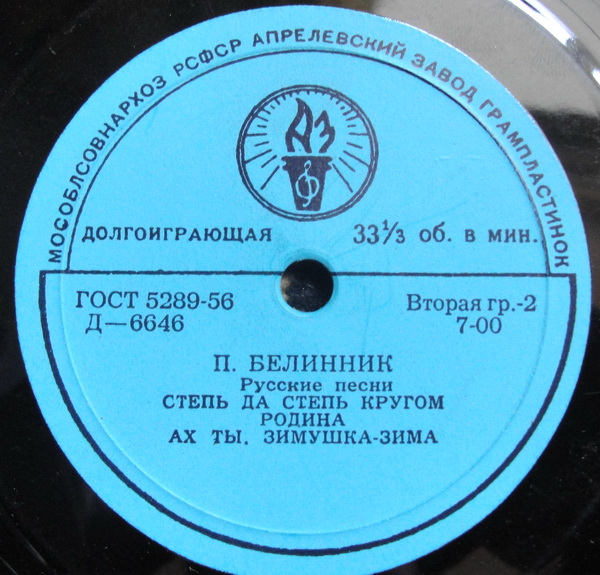 МОСОБЛСОВНАРХОЗ РСФСР АПРЕЛЕВСКИЙ ЗАВОД ГРАМПЛАСТИНОК
АЗ
ДОЛГОИГРАЮЩАЯ 33⅓ об. в мин.
ГОСТ 5289-56 Вторая гр.-2
Д—6646 7-00
П. БЕЛИННИК
Русские песни
СТЕПЬ ДА СТЕПЬ КРУГОМ
РОДИНА
АХ ТЫ, ЗИМУШКА-ЗИМА